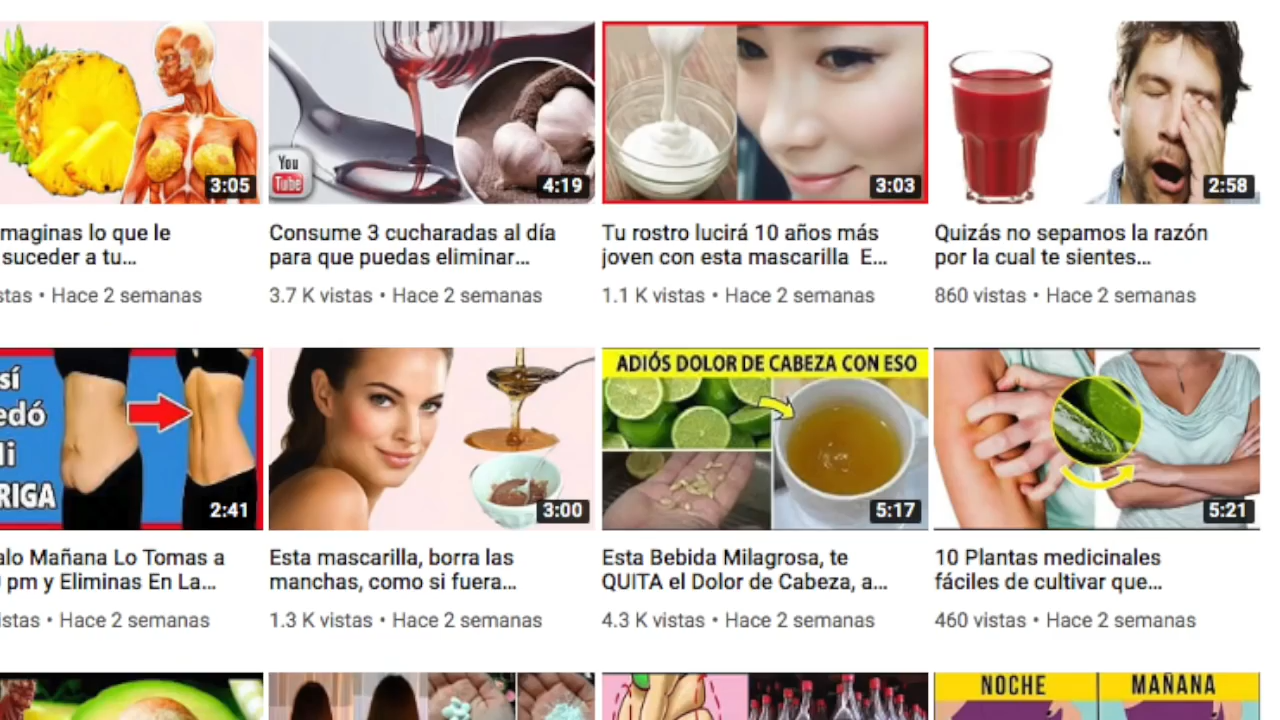 You
Tube
3:05
4:19
3:03
2:58
maginas lo que le
suceder a tu...
stas • Hace 2 semanas
Consume 3 cucharadas al día
para que puedas eliminar...
3.7 K vistas • Hace 2 semanas
Tu rostro lucirá 10 años más
joven con esta mascarilla E...
1.1 K vistas • Hace 2 semanas
Quizás no sepamos la razón
por la cual te sientes...
860 vistas • Hace 2 semanas
sí
edó
li
RIGA
2:41
3:00
ADIÓS DOLOR DE CABEZA CON ESO
5:17
5:21
alo Mañana Lo Tomas a
pm y Eliminas En La...
istas • Hace 2 semanas
Esta mascarilla, borra las
manchas, como si fuera...
1.3 K vistas • Hace 2 semanas
Esta Bebida Milagrosa, te
QUITA el Dolor de Cabeza, a...
4.3 K vistas • Hace 2 semanas
10 Plantas medicinales
fáciles de cultivar que...
460 vistas • Hace 2 semanas
NOCHE
MAÑANA